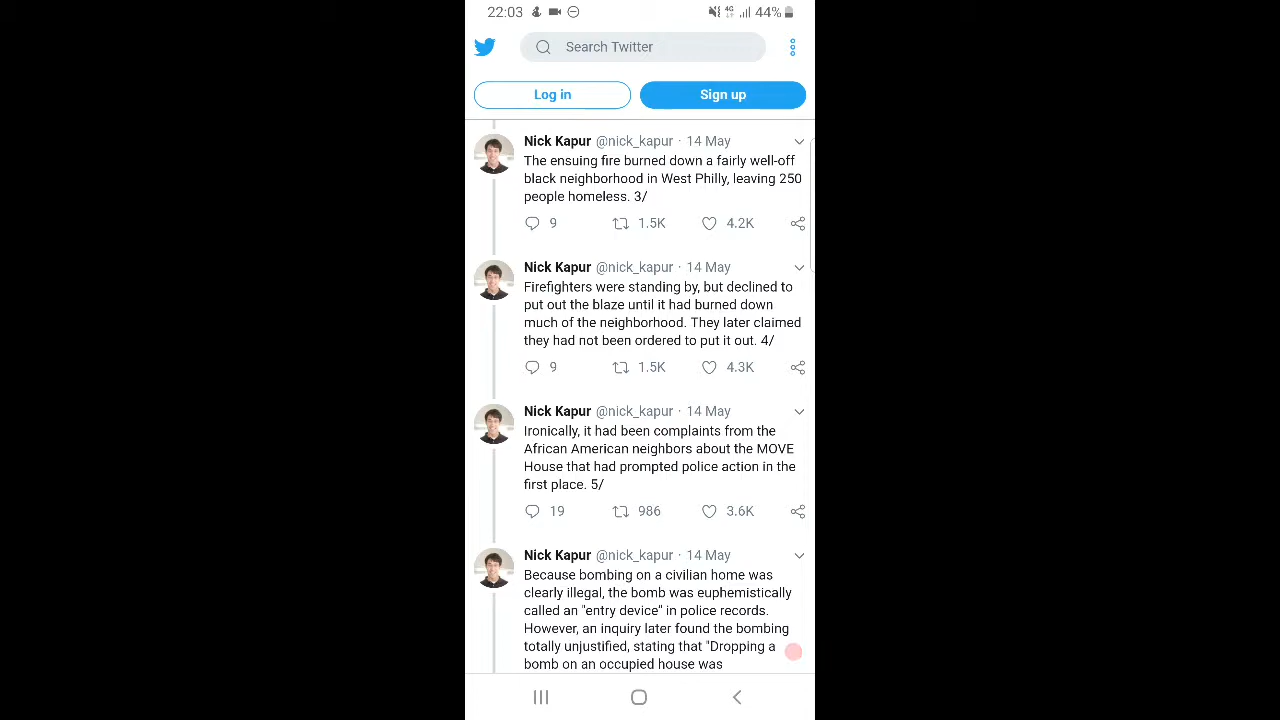 22:03 4G 44%
Search Twitter
Log in Sign up
Nick Kapur @nick_kapur · 14 May
The ensuing fire burned down a fairly well-off
black neighborhood in West Philly, leaving 250
people homeless. 3/
9 1.5K 4.2K
Nick Kapur @nick_kapur · 14 May
Firefighters were standing by, but declined to
put out the blaze until it had burned down
much of the neighborhood. They later claimed
they had not been ordered to put it out. 4/
9 1.5K 4.3K
Nick Kapur @nick_kapur · 14 May
Ironically, it had been complaints from the
African American neighbors about the MOVE
House that had prompted police action in the
first place. 5/
19 986 3.6K
Nick Kapur @nick_kapur · 14 May
Because bombing on a civilian home was
clearly illegal, the bomb was euphemistically
called an "entry device" in police records.
However, an inquiry later found the bombing
totally unjustified, stating that "Dropping a
bomb on an occupied house was